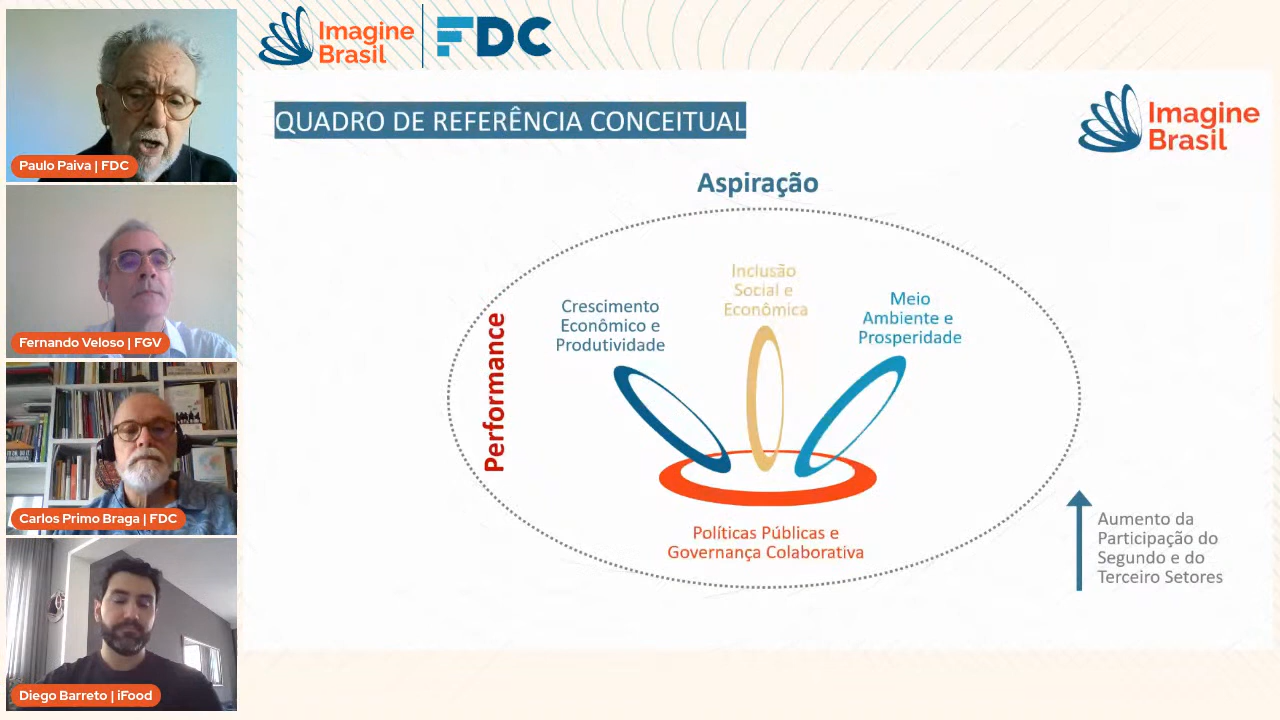 Paulo Paiva | FDC
Fernando Veloso | FGV
Carlos Primo Braga | FDC
Diego Barreto | iFood
Imagine
Brasil
FDC
QUADRO DE REFERÊNCIA CONCEITUAL
Imagine
Brasil
Aspiração
Performance
Crescimento
Econômico e
Produtividade
Inclusão
Social e
Econômica
Meio
Ambiente e
Prosperidade
Políticas Públicas e
Governança Colaborativa
Aumento da
Participação do
Segundo e do
Terceiro Setores